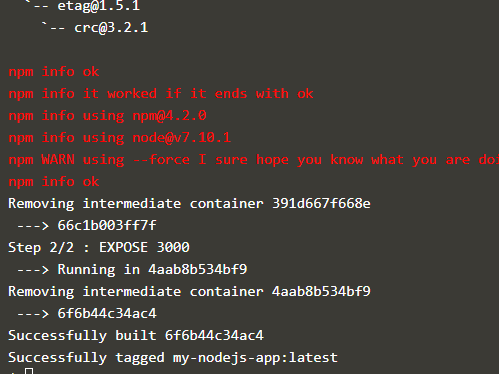 `-- etag@1.5.1
`-- crc@3.2.1
npm info ok
npm info it worked if it ends with ok
npm info using npm@4.2.0
npm info using node@v7.10.1
npm WARN using --force I sure hope you know what you are
npm info ok
Removing intermediate container 391d667f668e
---> 66c1b003ff7f
Step 2/2 : EXPOSE 3000
---> Running in 4aab8b534bf9
Removing intermediate container 4aab8b534bf9
---> 6f6b44c34ac4
Successfully built 6f6b44c34ac4
Successfully tagged my-nodejs-app:latest